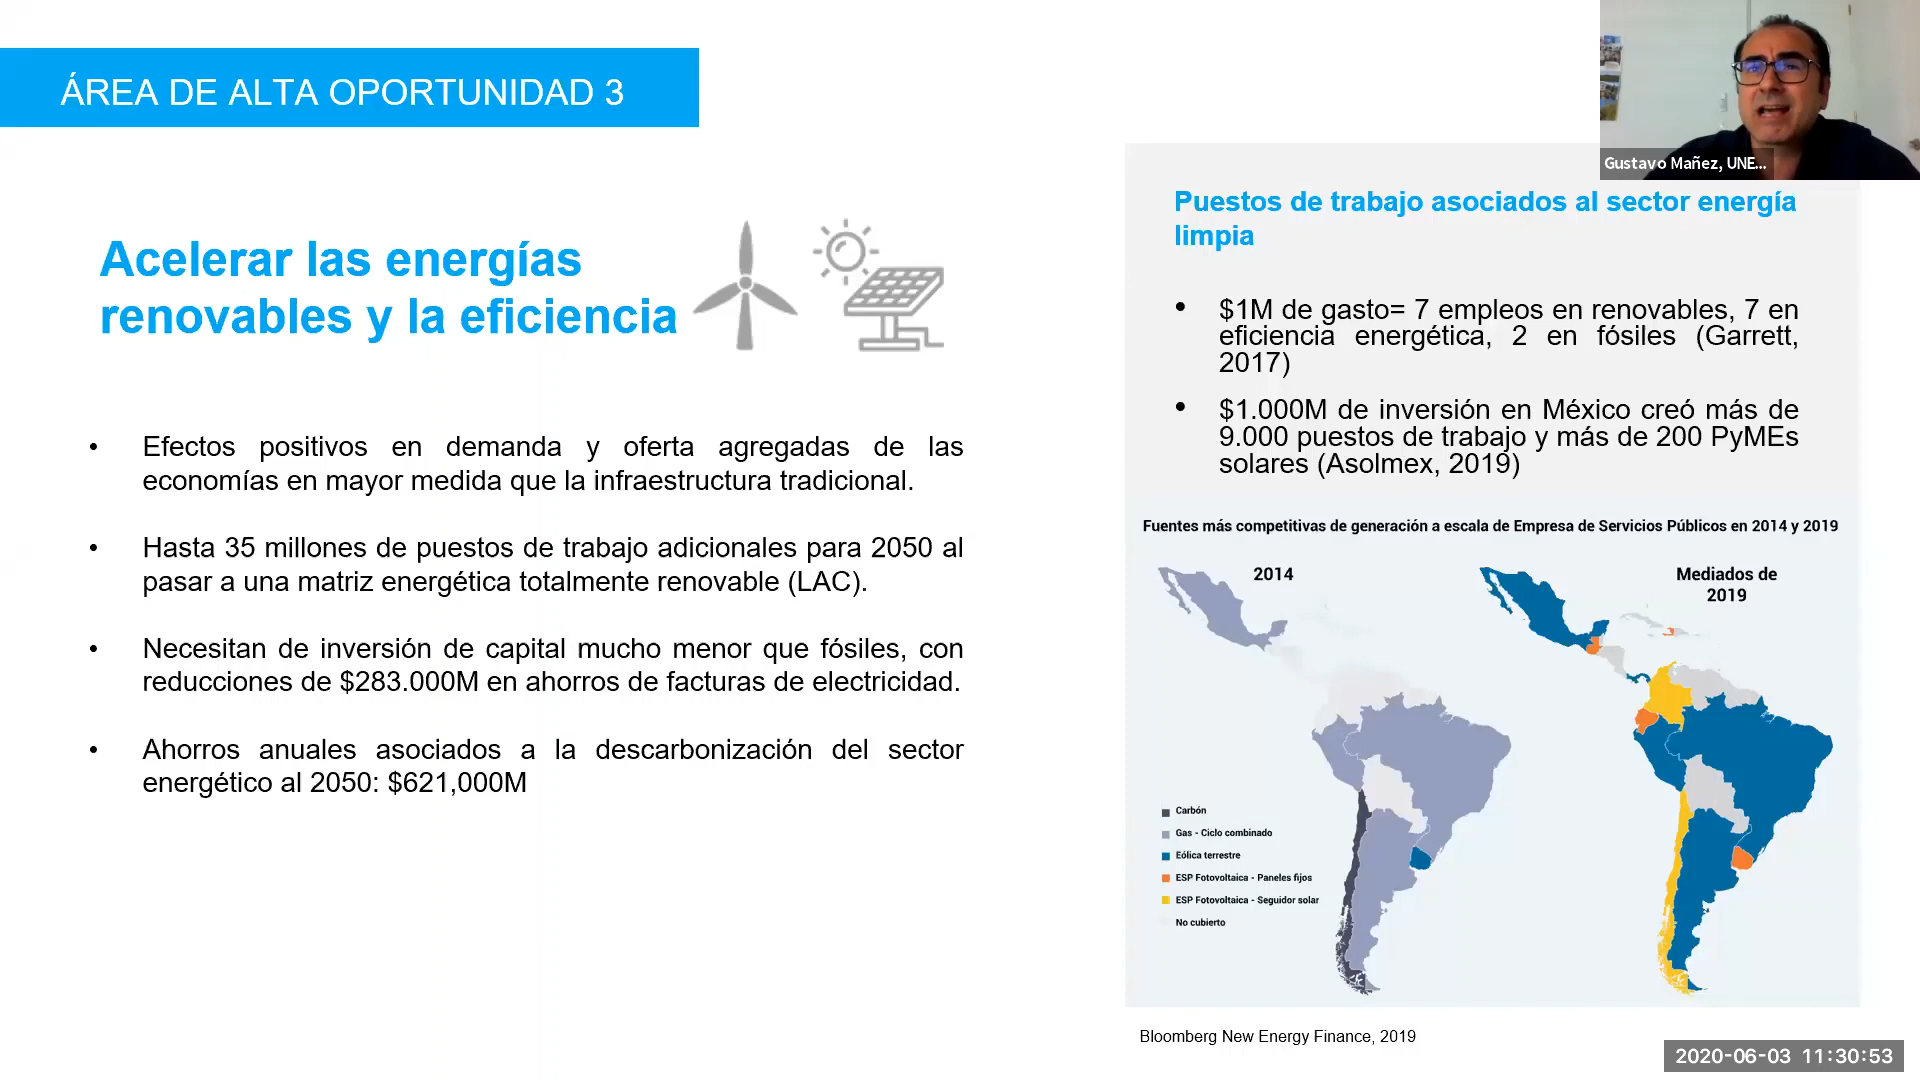 ÁREA DE ALTA OPORTUNIDAD 3
Acelerar las energías
renovables y la eficiencia
• Efectos positivos en demanda y oferta agregadas de las
economías en mayor medida que la infraestructura tradicional.
• Hasta 35 millones de puestos de trabajo adicionales para 2050 al
pasar a una matriz energética totalmente renovable (LAC).
• Necesitan de inversión de capital mucho menor que fósiles, con
reducciones de $283.000M en ahorros de facturas de electricidad.
• Ahorros anuales asociados a la descarbonización del sector
energético al 2050: $621,000M
Gustavo Mañez, UNE...
Puestos de trabajo asociados al sector energía
limpia
• $1M de gasto= 7 empleos en renovables, 7 en
eficiencia energética, 2 en fósiles (Garrett,
2017)
• $1.000M de inversión en México creó más de
9.000 puestos de trabajo y más de 200 PyMEs
solares (Asolmex, 2019)
Fuentes más competitivas de generación a escala de Empresa de Servicios Públicos en 2014 y 2019
2014
Mediados de
2019
Carbón
Gas - Ciclo combinado
Eólica terrestre
ESP Fotovoltaica - Paneles fijos
ESP Fotovoltaica - Seguidor solar
No cubierto
Bloomberg New Energy Finance, 2019
2020-06-03 11:30:53